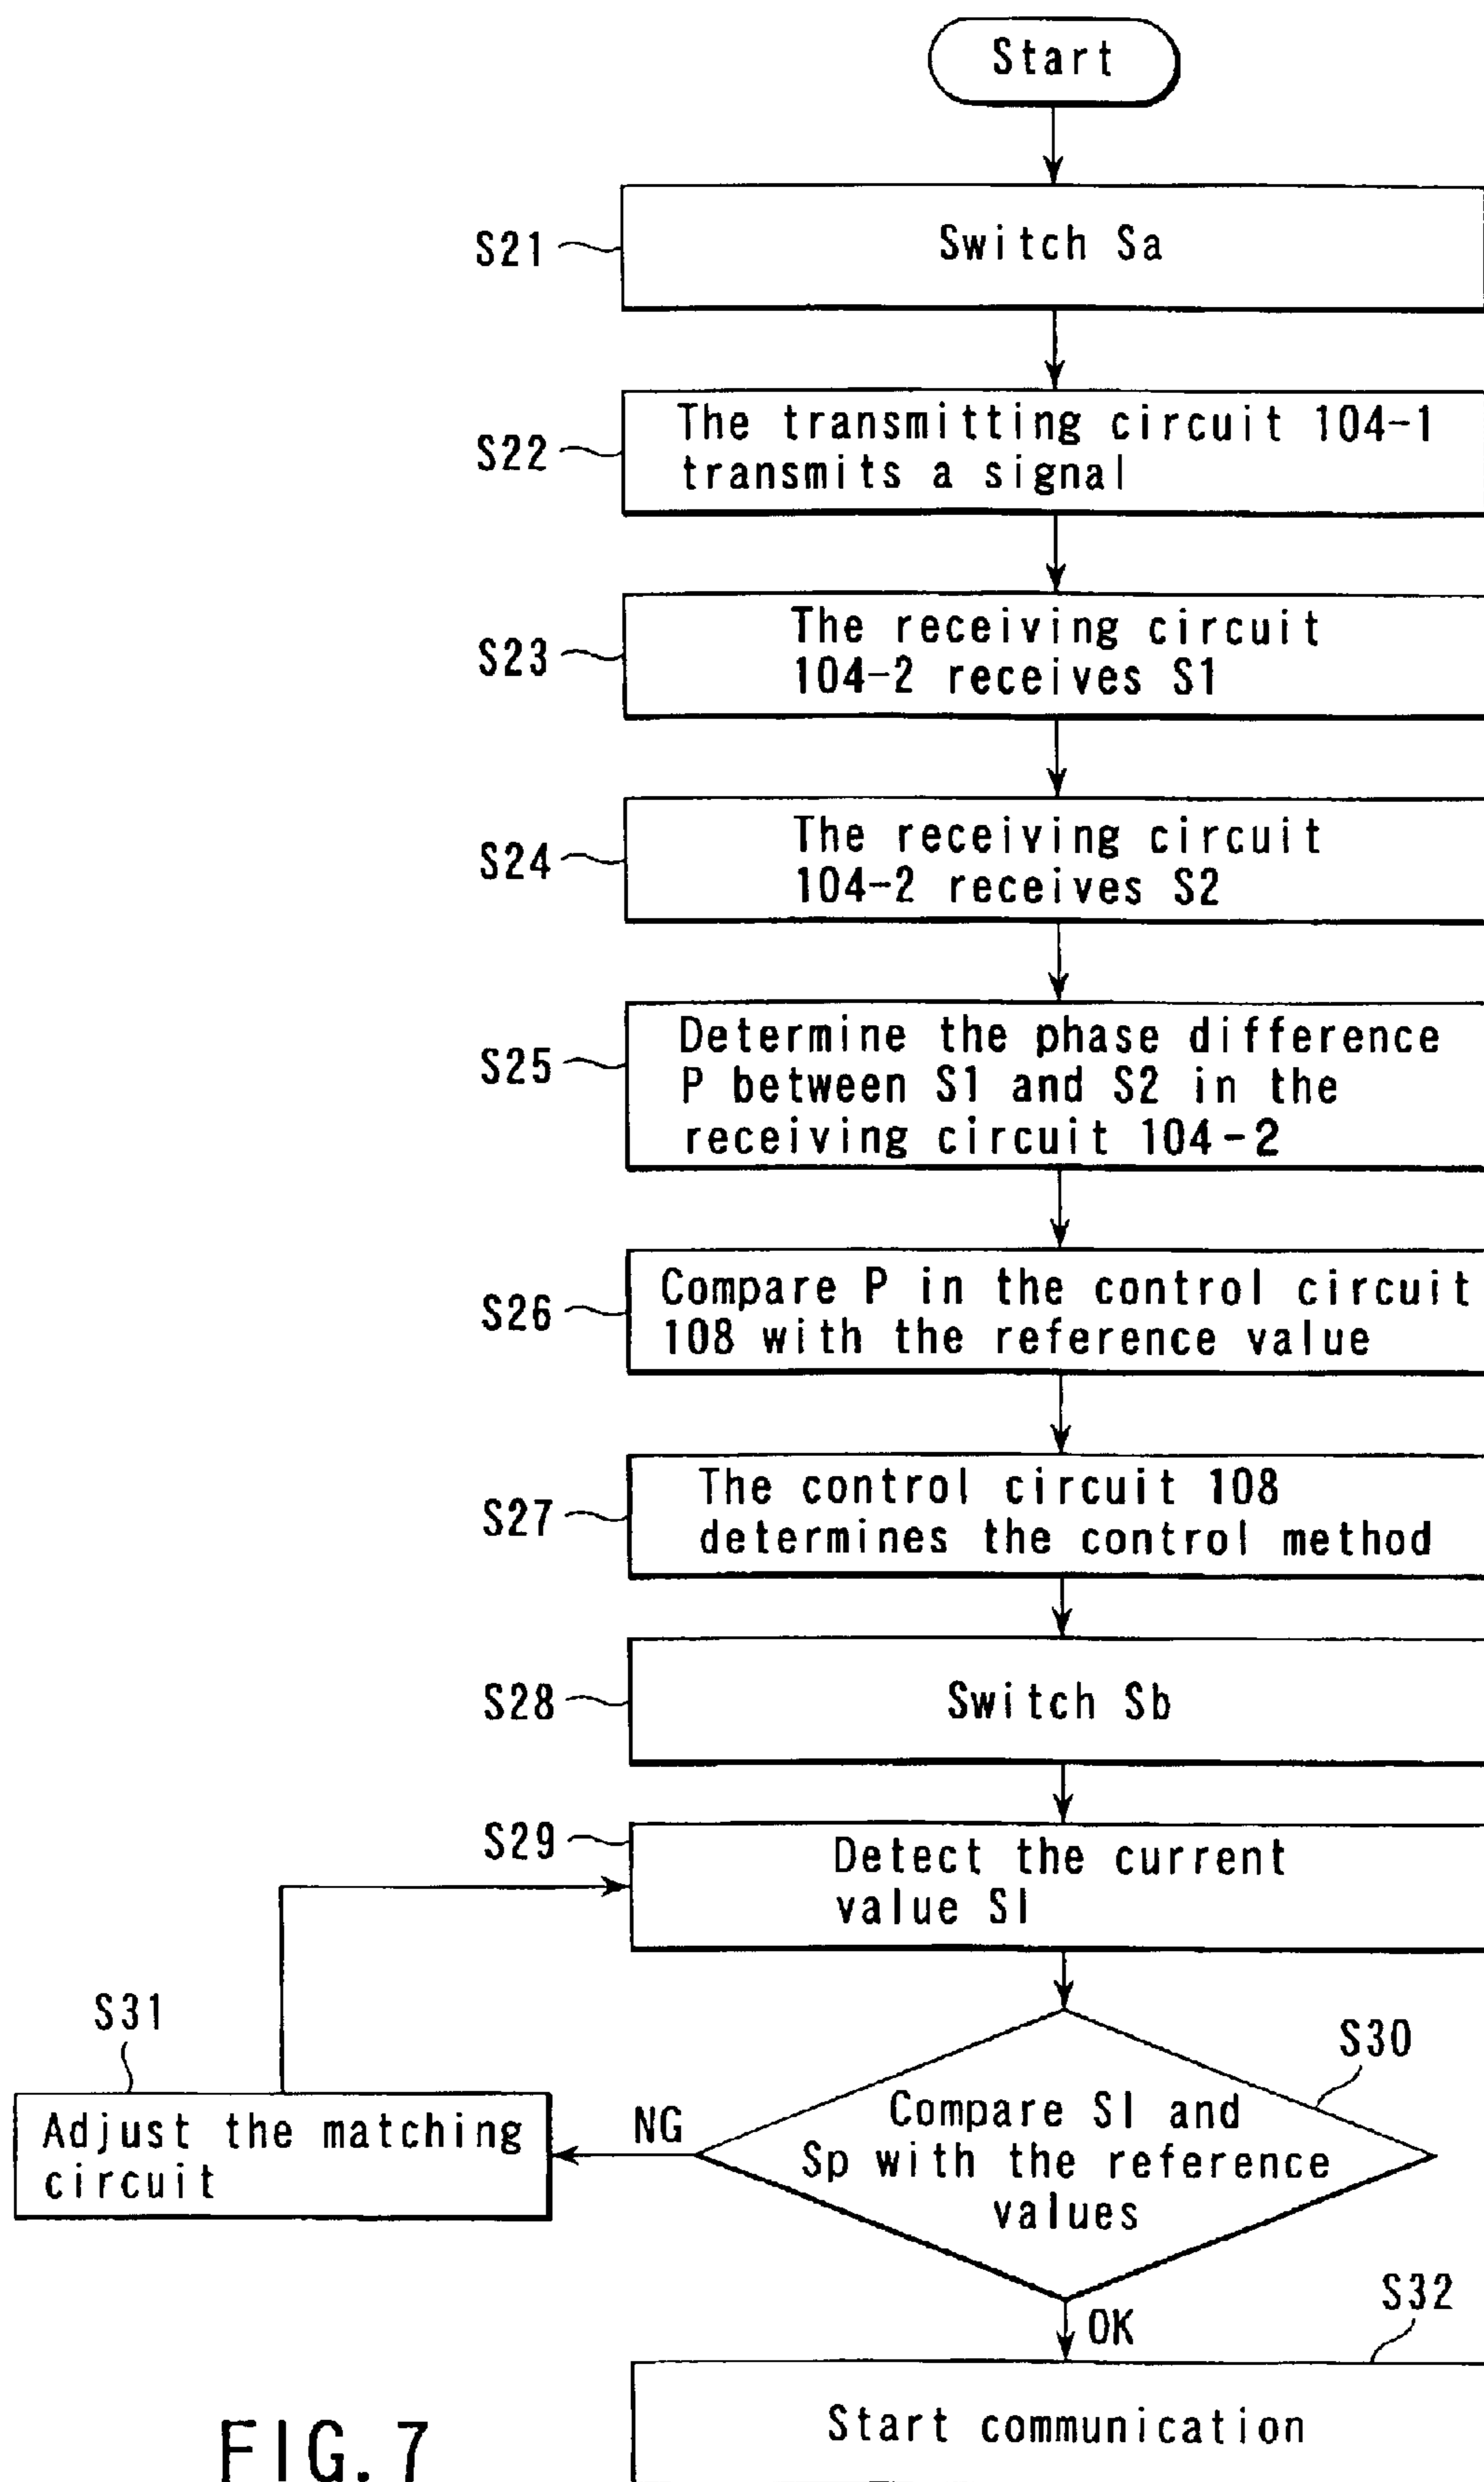 Start
S21
Switch Sa
S22
The transmitting circuit 104-1
transmits a signal
S23
The receiving circuit
104-2 receives S1
S24
The receiving circuit
104-2 receives S2
S25
Determine the phase difference
P between S1 and S2 in the
receiving circuit 104-2
S26
Compare P in the control circuit
108 with the reference value
S27
The control circuit 108
determines the control method
S28
Switch Sb
S29
Detect the current
value SI
S31
Adjust the matching
circuit
NG
S30
Compare SI and
Sp with the reference
values
OK
S32
Start communication
FIG. 7